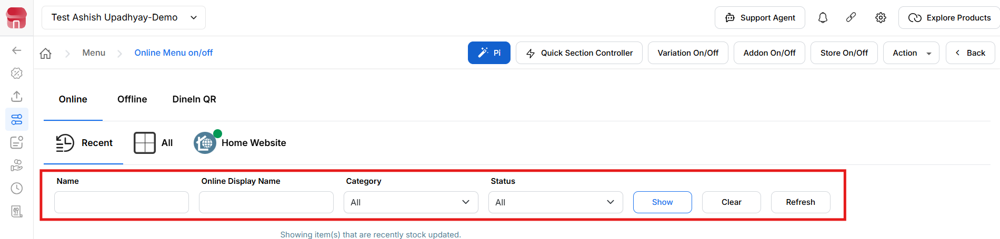 Test Ashish Upadhyay-Demo
Support Agent
Explore Products
Menu
Online Menu on/off
Pi
Quick Section Controller
Variation On/Off
Addon On/Off
Store On/Off
Action
Back
Online
Offline
DineIn QR
Recent
All
Home Website
Name
Online Display Name
Category
Status
All
All
Show
Clear
Refresh
Showing item(s) that are recently stock updated.